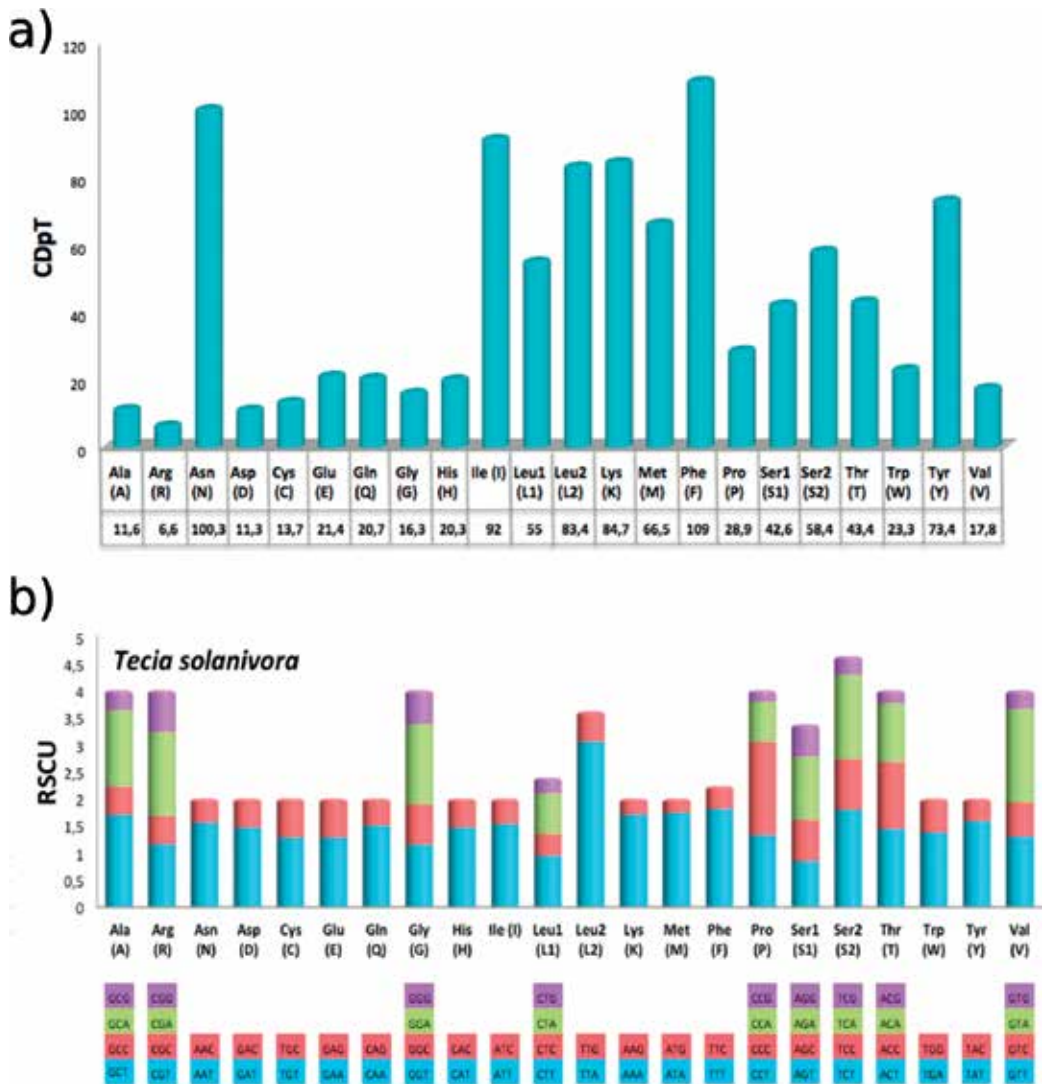 a)
120
100
80
60
40
20
0
CDpT
Ala (A) Arg (R) Asn (N) Asp (D) Cys (C) Glu (E) Gln (Q) Gly (G) His (H) Ile (I) Leu1 (L1) Leu2 (L2) Lys (K) Met (M) Phe (F) Pro (P) Ser1 (S1) Ser2 (S2) Thr (T) Trp (W) Tyr (Y) Val (V)
11,6 6,6 100,3 11,3 13,7 21,4 20,7 16,3 20,3 92 55 83,4 84,7 66,5 109 28,9 42,6 58,4 43,4 23,3 73,4 17,8
b)
Tecia solanivora
5
4,5
4
3,5
3
2,5
2
1,5
1
0,5
0
RSCU
Ala (A) Arg (R) Asn (N) Asp (D) Cys (C) Glu (E) Gln (Q) Gly (G) His (H) Ile (I) Leu1 (L1) Leu2 (L2) Lys (K) Met (M) Phe (F) Pro (P) Ser1 (S1) Ser2 (S2) Thr (T) Trp (W) Tyr (Y) Val (V)
GCG CGG GGG CTG CCG AGG TCG ACG GTG
GCA CGA GGA CTA CCA AGA TCA ACA GTA
GCC CGC AAC GAC TGC GAG CAG GGC CAC ATC CTC TTG AAG ATG TTC CCC AGC TCC ACC TGG TAC GTC
GCT CGT AAT GAT TGT GAA CAA GGT CAT ATT CTT TTA AAA ATA TTT CCT AGT TCT ACT TGA TAT GTT